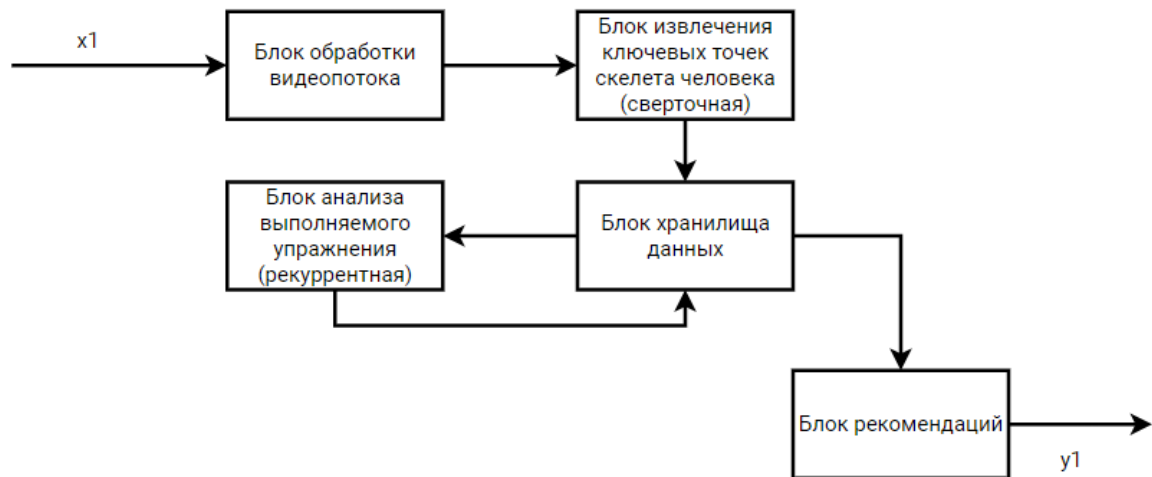 x1
Блок обработки
видеопотока
Блок извлечения
ключевых точек
скелета человека
(сверточная)
Блок анализа
выполняемого
упражнения
(рекуррентная)
Блок хранилища
данных
Блок рекомендаций
y1